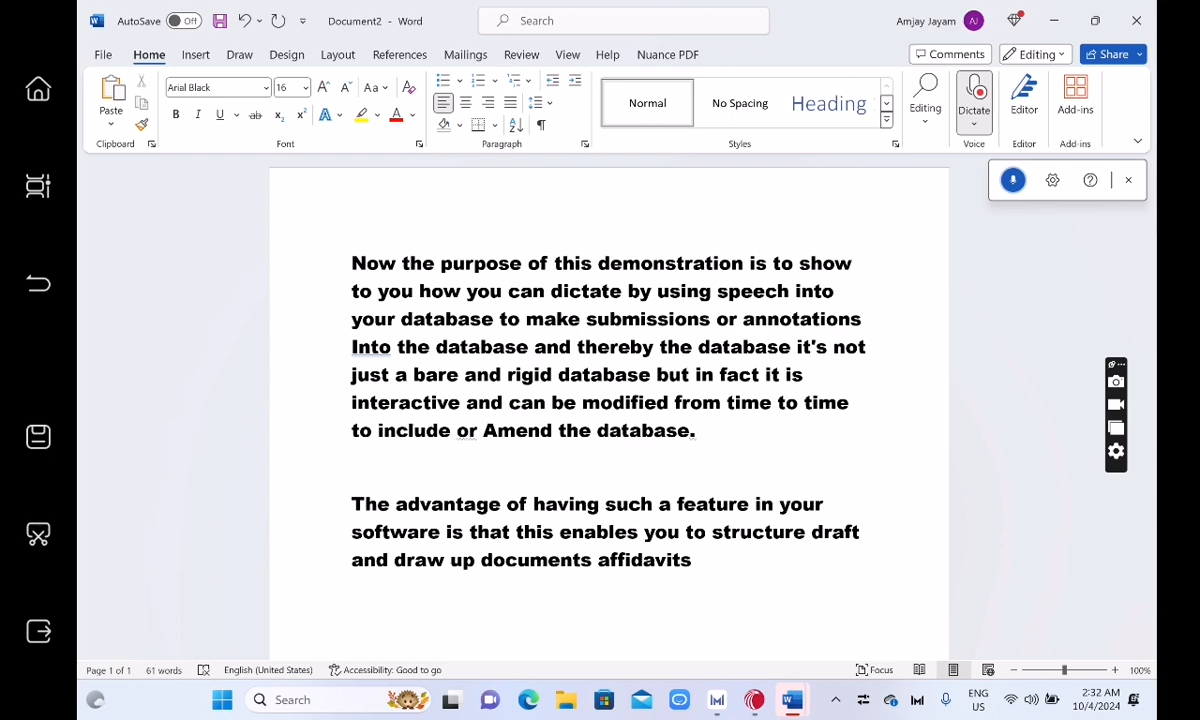 AutoSave Off Document2 - Word Search Amjay Jayam AJ
File Home Insert Draw Design Layout References Mailings Review View Help Nuance PDF Comments Editing Share
Arial Black 16 Aa
Paste Normal No Spacing Heading Editing Dictate Editor Add-ins
B I U ab x₂ x² A A
Clipboard Font Paragraph Styles Voice Editor Add-ins
Now the purpose of this demonstration is to show
to you how you can dictate by using speech into
your database to make submissions or annotations
Into the database and thereby the database it's not
just a bare and rigid database but in fact it is
interactive and can be modified from time to time
to include or Amend the database.
The advantage of having such a feature in your
software is that this enables you to structure draft
and draw up documents affidavits
Page 1 of 1 61 words English (United States) Accessibility: Good to go Focus 100%
Search ENG US 2:32 AM 10/4/2024